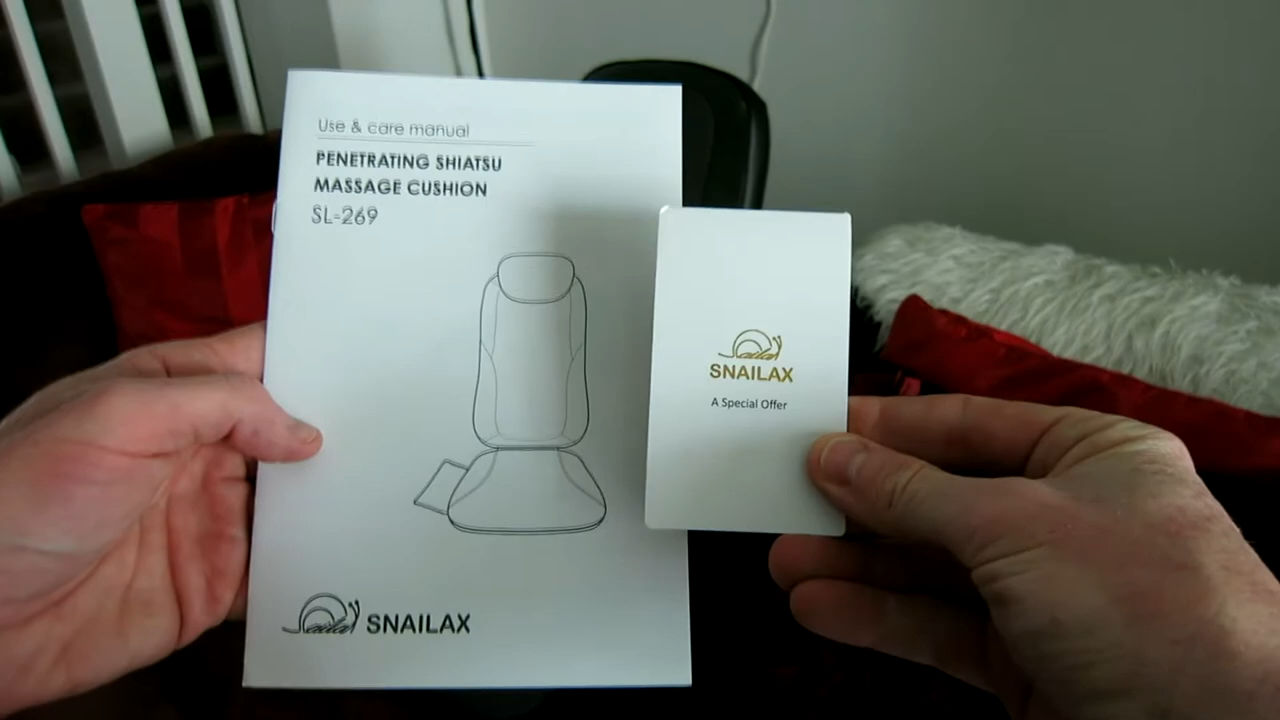 Use & care manual
PENETRATING SHIATSU
MASSAGE CUSHION
SL-269
SNAILAX
SNAILAX
A Special Offer